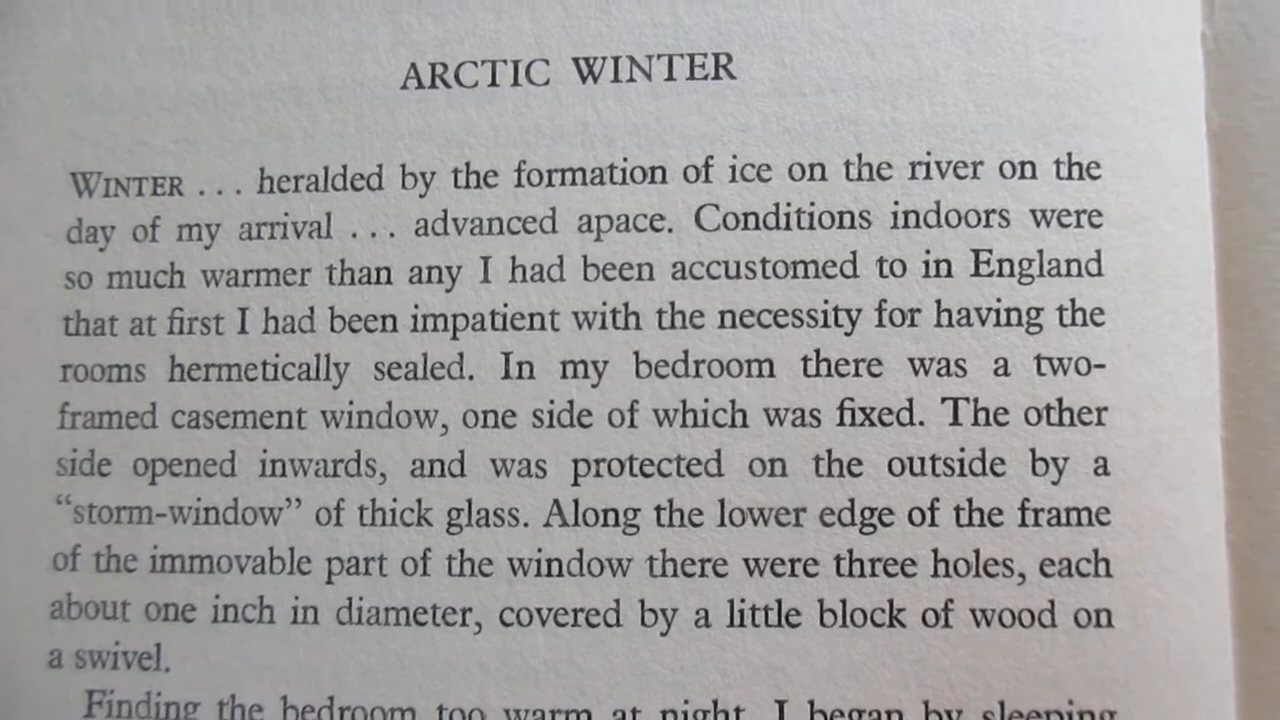 ARCTIC WINTER
WINTER . . . heralded by the formation of ice on the river on the
day of my arrival . . . advanced apace. Conditions indoors were
so much warmer than any I had been accustomed to in England
that at first I had been impatient with the necessity for having the
rooms hermetically sealed. In my bedroom there was a two-
framed casement window, one side of which was fixed. The other
side opened inwards, and was protected on the outside by a
“storm-window” of thick glass. Along the lower edge of the frame
of the immovable part of the window there were three holes, each
about one inch in diameter, covered by a little block of wood on
a swivel.
Finding the bedroom too warm at night, I began by sleeping